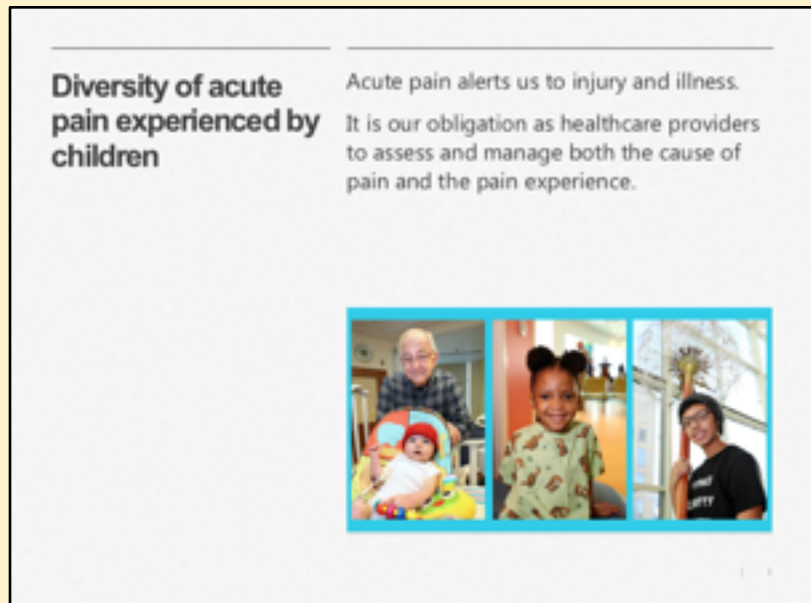 Diversity of acute
pain experienced by
children
Acute pain alerts us to injury and illness.
It is our obligation as healthcare providers
to assess and manage both the cause of
pain and the pain experience.